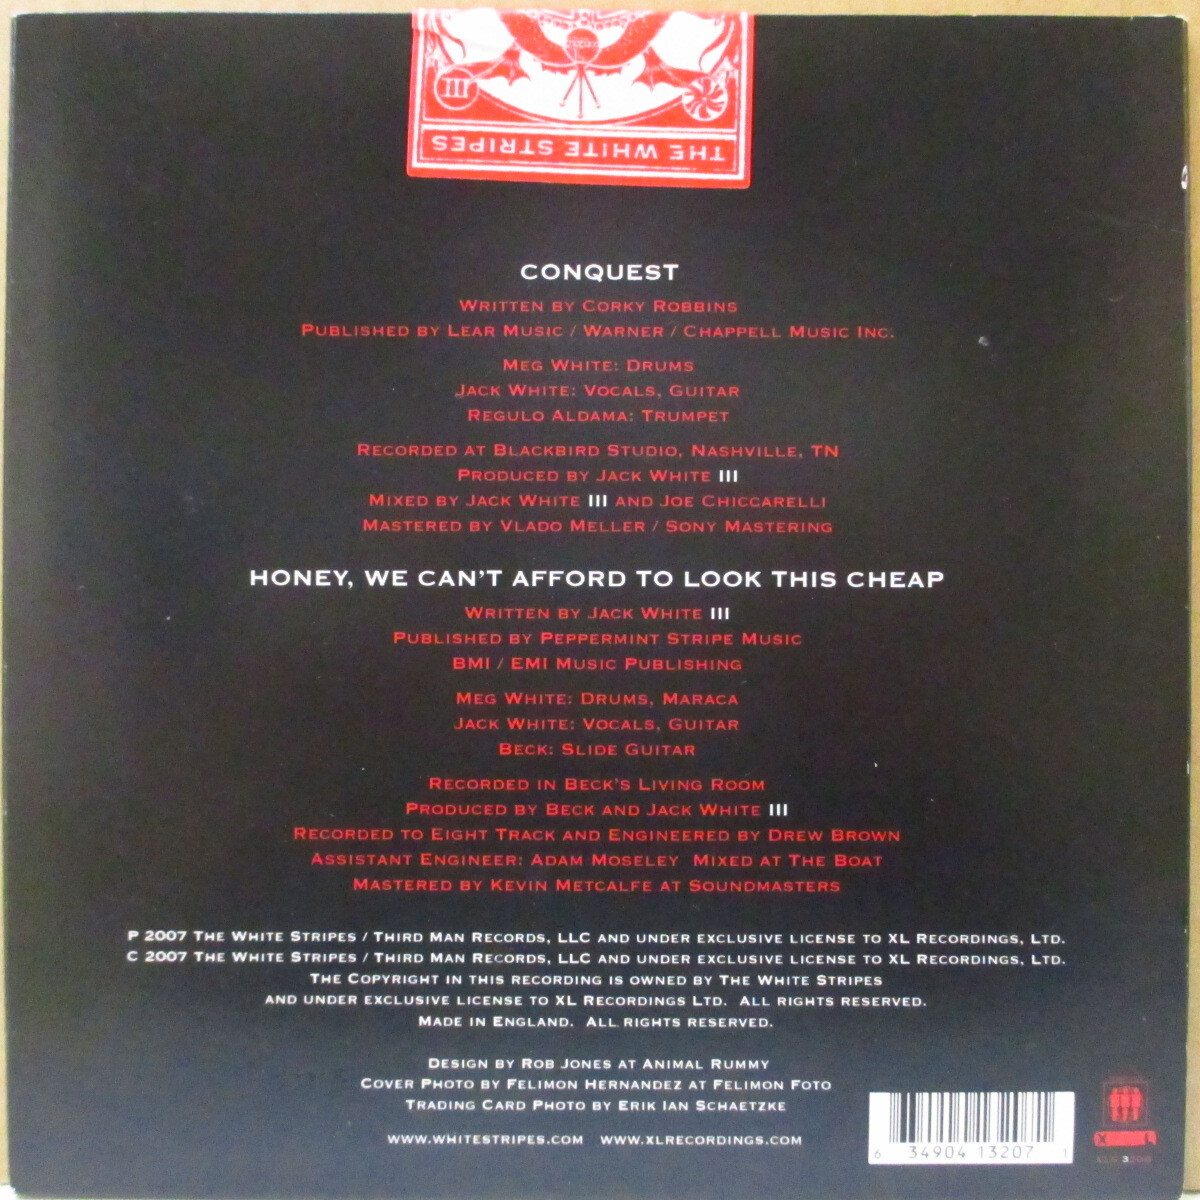 III
THE WHITE STRIPES
CONQUEST
WRITTEN BY CORKY ROBBINS
PUBLISHED BY LEAR MUSIC / WARNER / CHAPPELL MUSIC INC.
MEG WHITE: DRUMS
JACK WHITE: VOCALS, GUITAR
REGULO ALDAMA: TRUMPET
RECORDED AT BLACKBIRD STUDIO, NASHVILLE, TN
PRODUCED BY JACK WHITE III
MIXED BY JACK WHITE III AND JOE CHICCARELLI
MASTERED BY VLADO MELLER / SONY MASTERING
HONEY, WE CAN'T AFFORD TO LOOK THIS CHEAP
WRITTEN BY JACK WHITE III
PUBLISHED BY PEPPERMINT STRIPE MUSIC
BMI / EMI MUSIC PUBLISHING
MEG WHITE: DRUMS, MARACA
JACK WHITE: VOCALS, GUITAR
BECK: SLIDE GUITAR
RECORDED IN BECK'S LIVING ROOM
PRODUCED BY BECK AND JACK WHITE III
RECORDED TO EIGHT TRACK AND ENGINEERED BY DREW BROWN
ASSISTANT ENGINEER: ADAM MOSELEY MIXED AT THE BOAT
MASTERED BY KEVIN METCALFE AT SOUNDMASTERS
P 2007 THE WHITE STRIPES / THIRD MAN RECORDS, LLC AND UNDER EXCLUSIVE LICENSE TO XL RECORDINGS, LTD.
C 2007 THE WHITE STRIPES / THIRD MAN RECORDS, LLC AND UNDER EXCLUSIVE LICENSE TO XL RECORDINGS, LTD.
THE COPYRIGHT IN THIS RECORDING IS OWNED BY THE WHITE STRIPES
AND UNDER EXCLUSIVE LICENSE TO XL RECORDINGS LTD. ALL RIGHTS RESERVED.
MADE IN ENGLAND. ALL RIGHTS RESERVED.
DESIGN BY ROB JONES AT ANIMAL RUMMY
COVER PHOTO BY FELIMON HERNANDEZ AT FELIMON FOTO
TRADING CARD PHOTO BY ERIK IAN SCHAETZKE
WWW.WHITESTRIPES.COM WWW.XLRECORDINGS.COM
6 34904 13207 1
XL